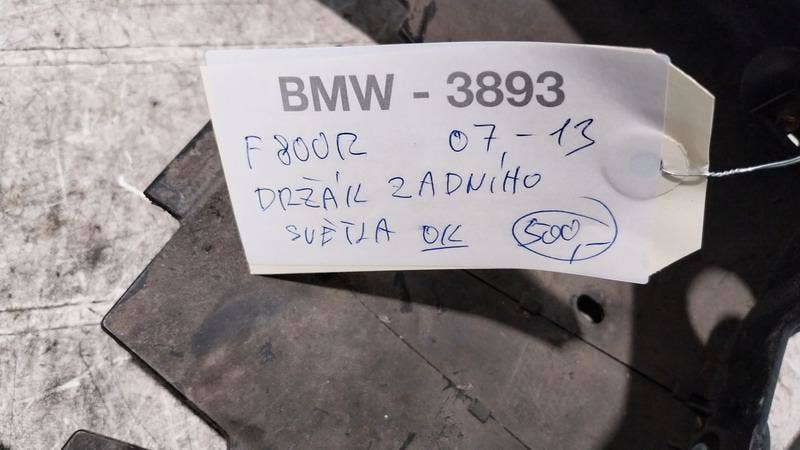 BMW - 3893
F800R 07,-13
DRŽÁK ZADNÍHO
SVĚTLA OK 500,-